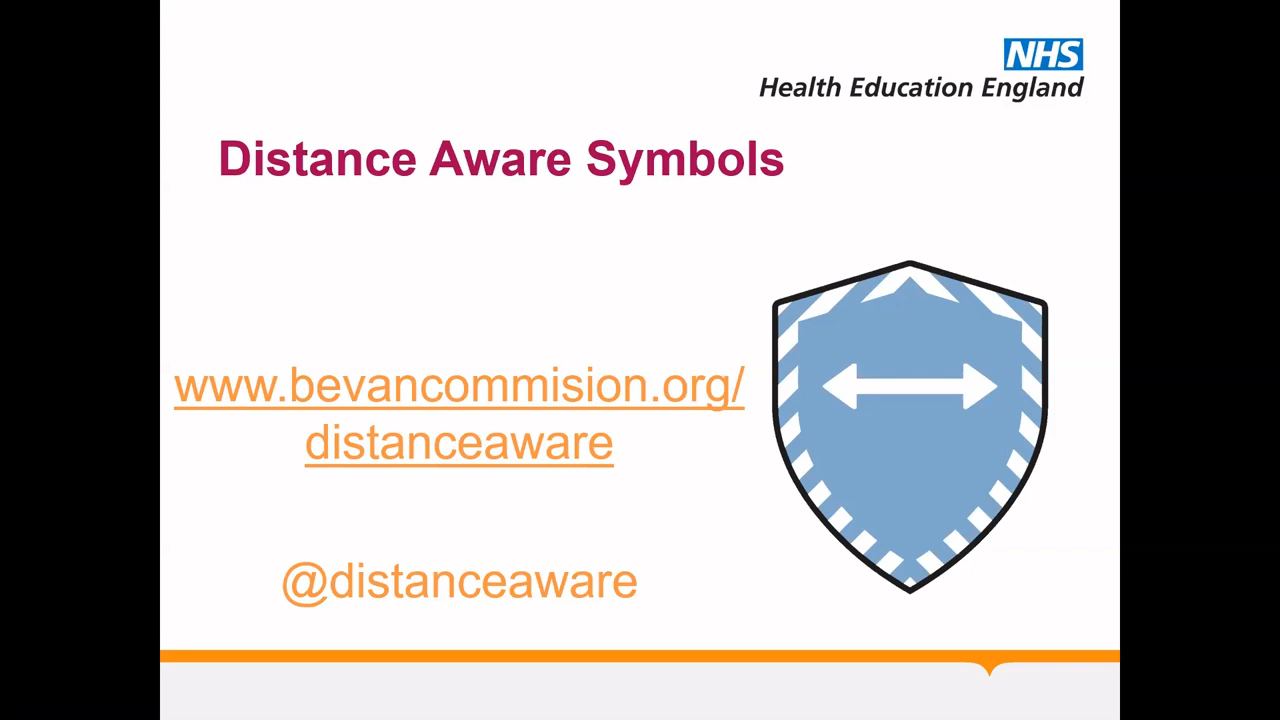 NHS
Health Education England
Distance Aware Symbols
www.bevancommision.org/
distanceaware
@distanceaware